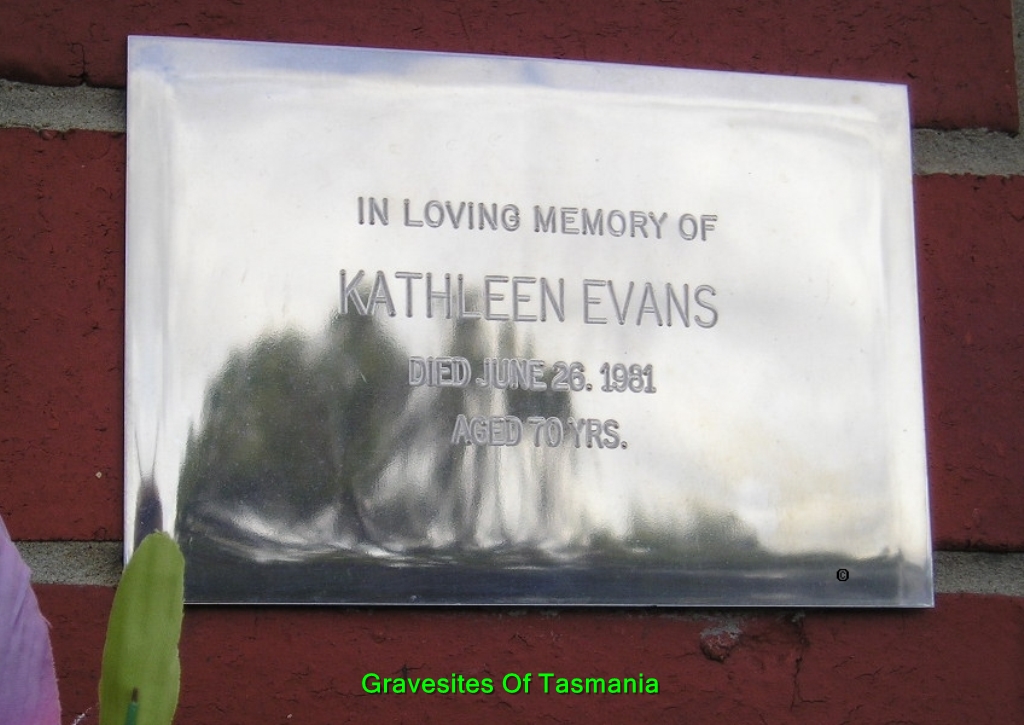 IN LOVING MEMORY OF
KATHLEEN EVANS
DIED JUNE 26. 1981
AGED 70 YRS.
©
Gravesites Of Tasmania